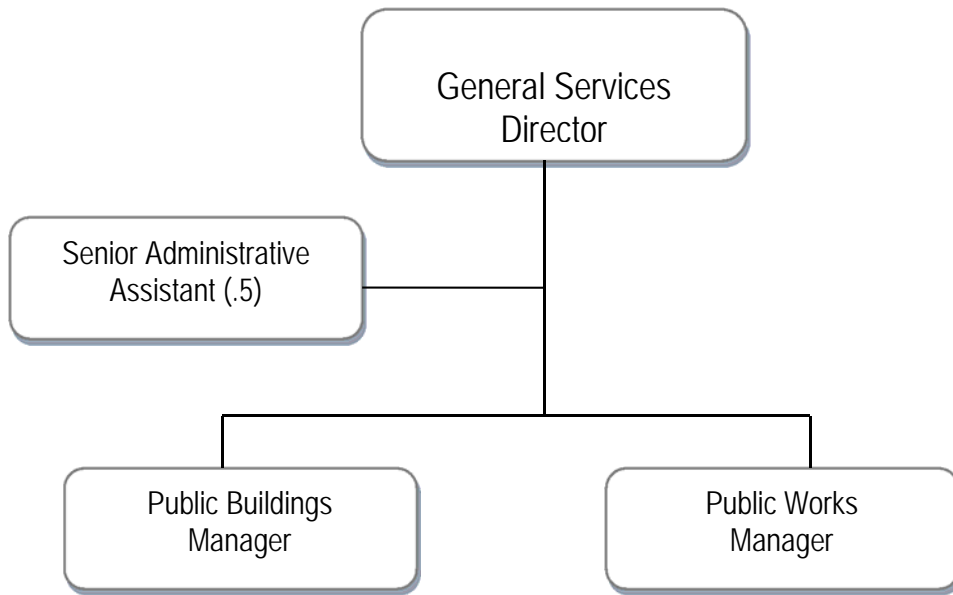 General Services
Director
Senior Administrative
Assistant (.5)
Public Buildings
Manager
Public Works
Manager